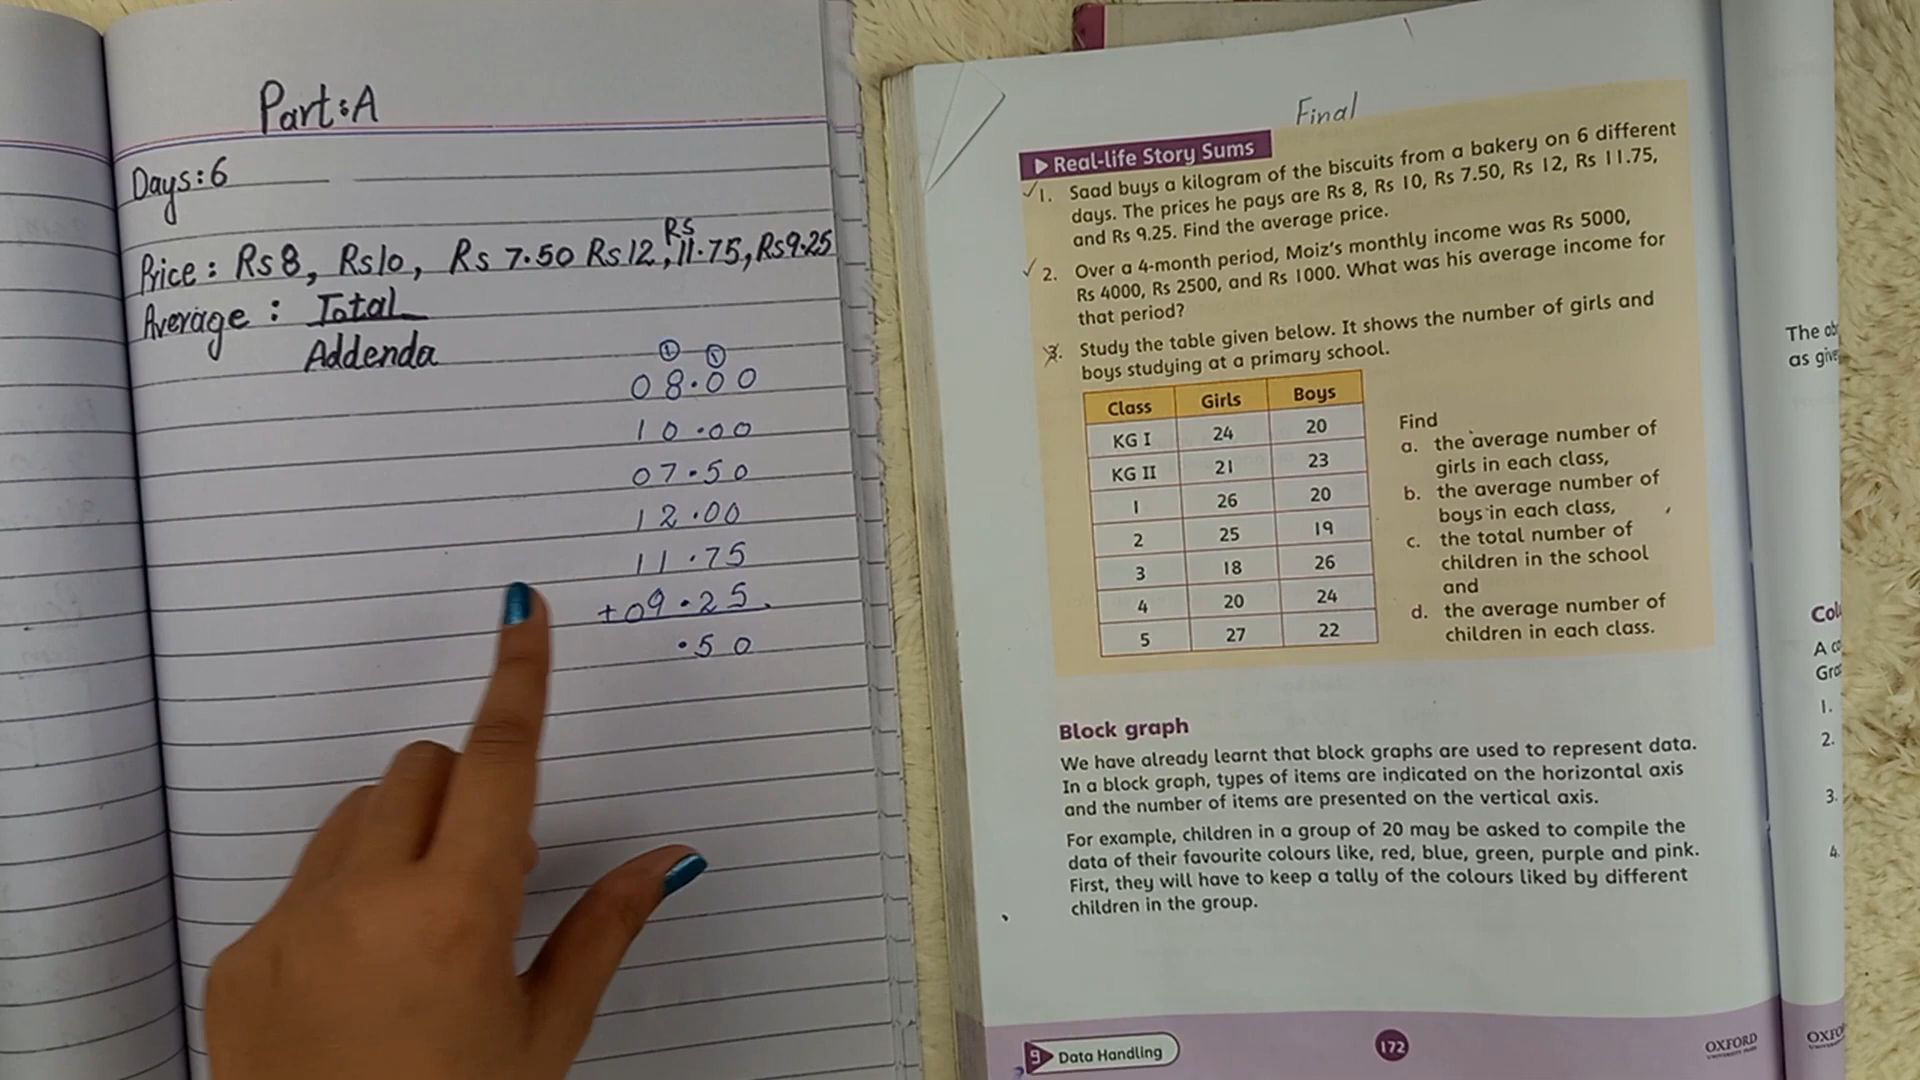 Part:A
Days:6
Price: Rs8, Rs10, Rs 7.50 Rs12, Rs 11.75, Rs9.25
Average: Total
Addenda
① ①
08.00
10.00
07.50
12.00
11.75
+09.25
.50
Final
Real-life Story Sums
1. Saad buys a kilogram of the biscuits from a bakery on 6 different
days. The prices he pays are Rs 8, Rs 10, Rs 7.50, Rs 12, Rs 11.75,
and Rs 9.25. Find the average price.
2. Over a 4-month period, Moiz's monthly income was Rs 5000,
Rs 4000, Rs 2500, and Rs 1000. What was his average income for
that period?
3. Study the table given below. It shows the number of girls and
boys studying at a primary school.
Class Girls Boys
KG I 24 20
KG II 21 23
1 26 20
2 25 19
3 18 26
4 20 24
5 27 22
Find
a. the average number of
girls in each class,
b. the average number of
boys in each class,
c. the total number of
children in the school
and
d. the average number of
children in each class.
Block graph
We have already learnt that block graphs are used to represent data.
In a block graph, types of items are indicated on the horizontal axis
and the number of items are presented on the vertical axis.
For example, children in a group of 20 may be asked to compile the
data of their favourite colours like, red, blue, green, purple and pink.
First, they will have to keep a tally of the colours liked by different
children in the group.
9 Data Handling
172
OXFORD
UNIVERSITY PRESS
The
as
1.
2.
3.
4.